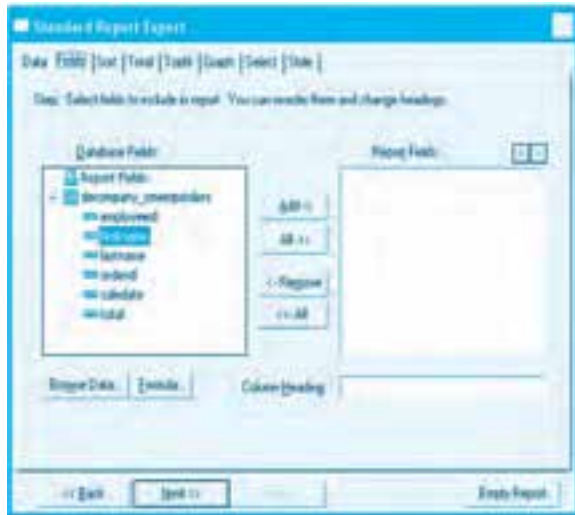 Standard Report Expert
Data Fields Sort Total TopN Graph Select Style
Step: Select fields to include in report. You can reorder them and change headings.
Database Fields:
Report Fields:
Report Fields
employeeid
firstname
lastname
orderid
saledate
total
Add ->
All ->>
<- Remove
<<- All
Browse Data...
Formula...
Column Heading:
<< Back
Next >>
Empty Report